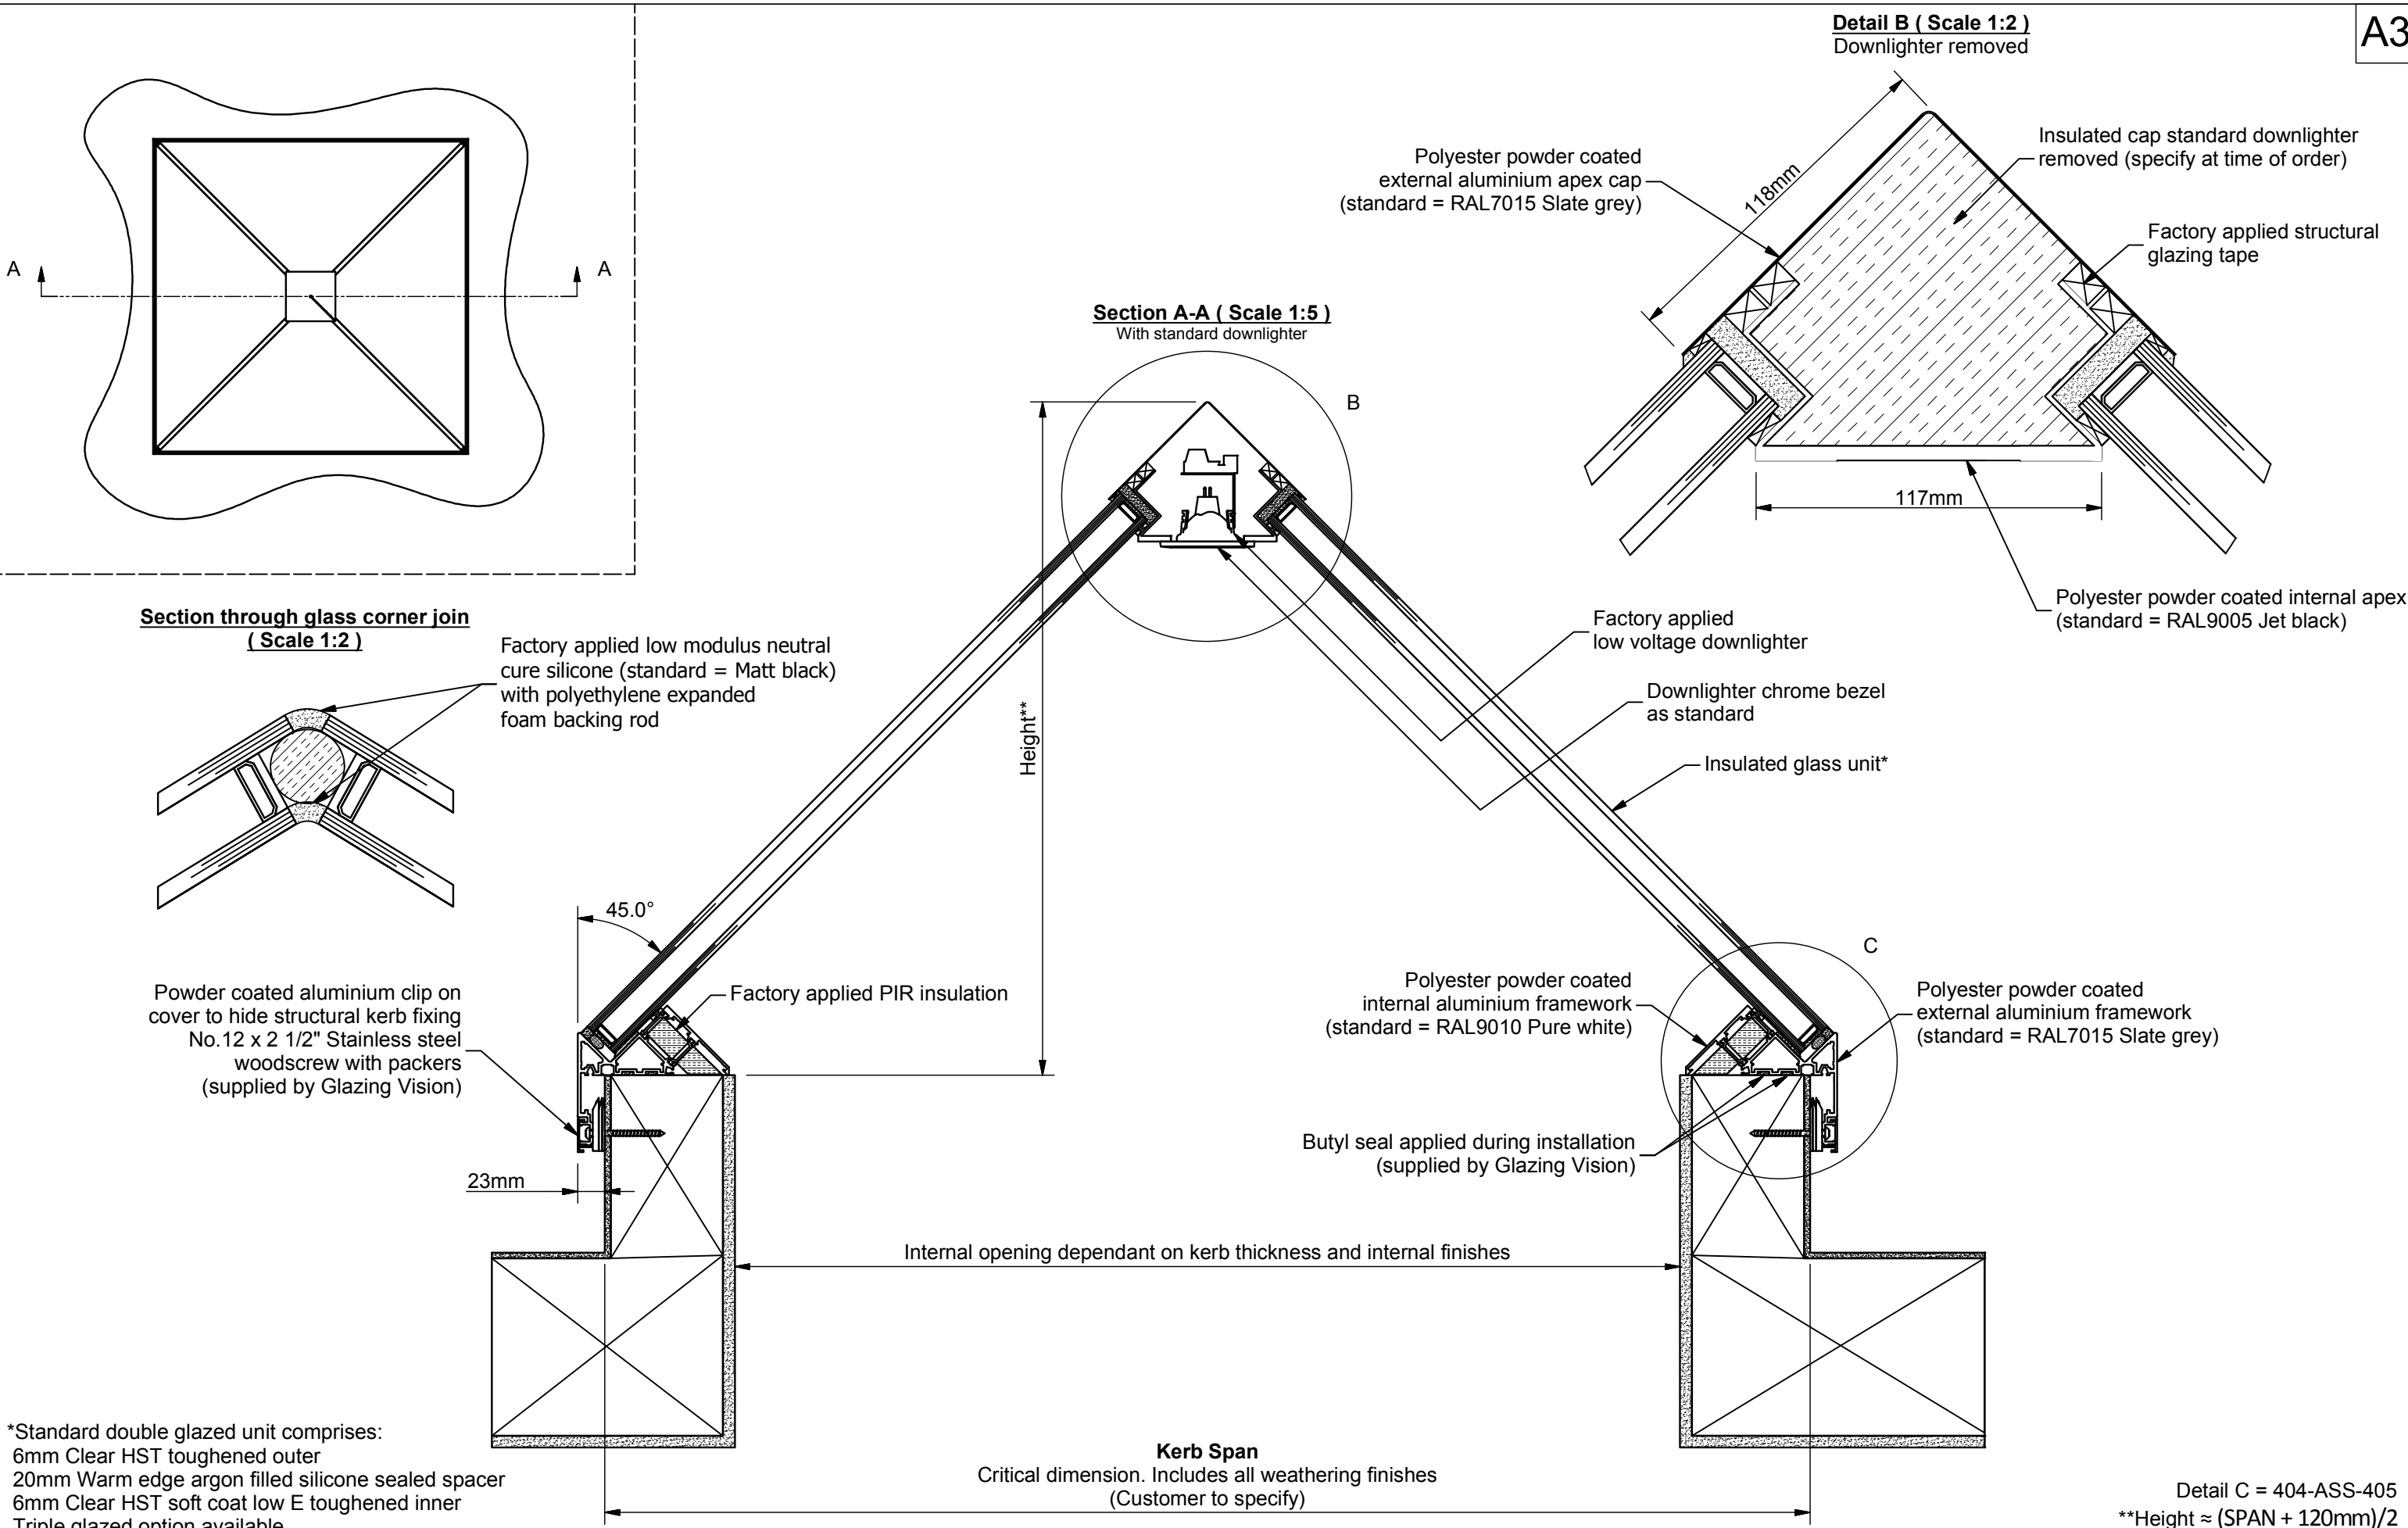 A3
A
A
Detail B ( Scale 1:2 )
Downlighter removed
118mm
Polyester powder coated
external aluminium apex cap
(standard = RAL7015 Slate grey)
Insulated cap standard downlighter
removed (specify at time of order)
Factory applied structural
glazing tape
117mm
Polyester powder coated internal apex
(standard = RAL9005 Jet black)
Section A-A ( Scale 1:5 )
With standard downlighter
B
Height**
Factory applied
low voltage downlighter
Downlighter chrome bezel
as standard
Insulated glass unit*
Section through glass corner join
( Scale 1:2 )
Factory applied low modulus neutral
cure silicone (standard = Matt black)
with polyethylene expanded
foam backing rod
45.0°
Powder coated aluminium clip on
cover to hide structural kerb fixing
No.12 x 2 1/2" Stainless steel
woodscrew with packers
(supplied by Glazing Vision)
Factory applied PIR insulation
23mm
C
Polyester powder coated
internal aluminium framework
(standard = RAL9010 Pure white)
Polyester powder coated
external aluminium framework
(standard = RAL7015 Slate grey)
Butyl seal applied during installation
(supplied by Glazing Vision)
Internal opening dependant on kerb thickness and internal finishes
Kerb Span
Critical dimension. Includes all weathering finishes
(Customer to specify)
*Standard double glazed unit comprises:
6mm Clear HST toughened outer
20mm Warm edge argon filled silicone sealed spacer
6mm Clear HST soft coat low E toughened inner
Triple glazed option available
Detail C = 404-ASS-405
**Height ≈ (SPAN + 120mm)/2